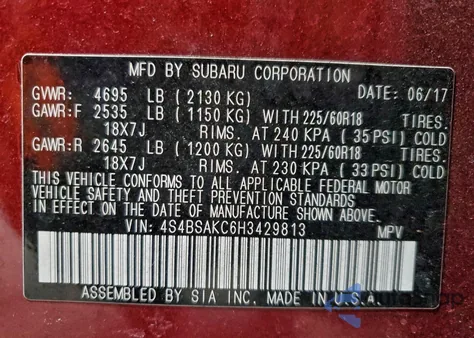 MFD BY SUBARU CORPORATION
GVWR: 4695 LB (2130 KG) DATE: 06/17
GAWR:F 2535 LB (1150 KG) WITH 225/60R18 TIRES.
18X7J RIMS. AT 240 KPA (35 PSI) COLD
GAWR:R 2645 LB (1200 KG) WITH 225/60R18 TIRES.
18X7J RIMS. AT 230 KPA (33 PSI) COLD
THIS VEHICLE CONFORMS TO ALL APPLICABLE FEDERAL MOTOR
VEHICLE SAFETY AND THEFT PREVENTION STANDARDS
IN EFFECT ON THE DATE OF MANUFACTURE SHOWN ABOVE.
VIN: 4S4BSAKC6H3429813 MPV
ASSEMBLED BY SIA INC. MADE IN U.S.A.